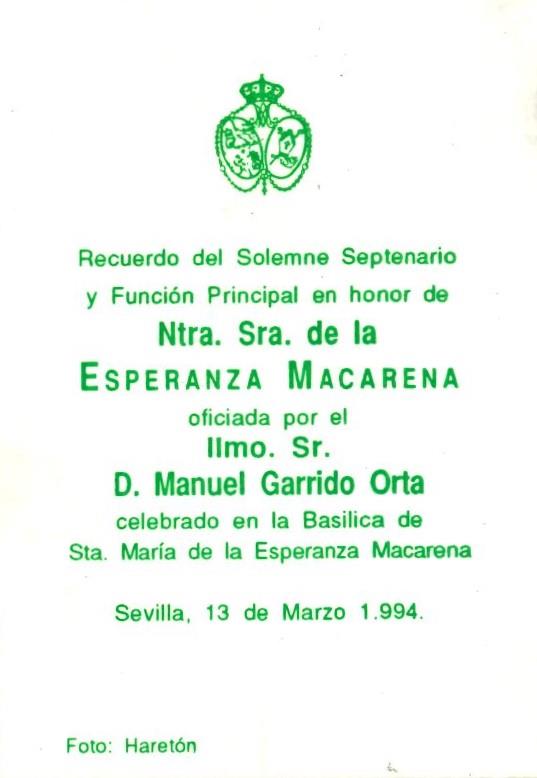 Recuerdo del Solemne Septenario
y Función Principal en honor de
Ntra. Sra. de la
ESPERANZA MACARENA
oficiada por el
Ilmo. Sr.
D. Manuel Garrido Orta
celebrado en la Basilica de
Sta. María de la Esperanza Macarena
Sevilla, 13 de Marzo 1.994.
Foto: Haretón